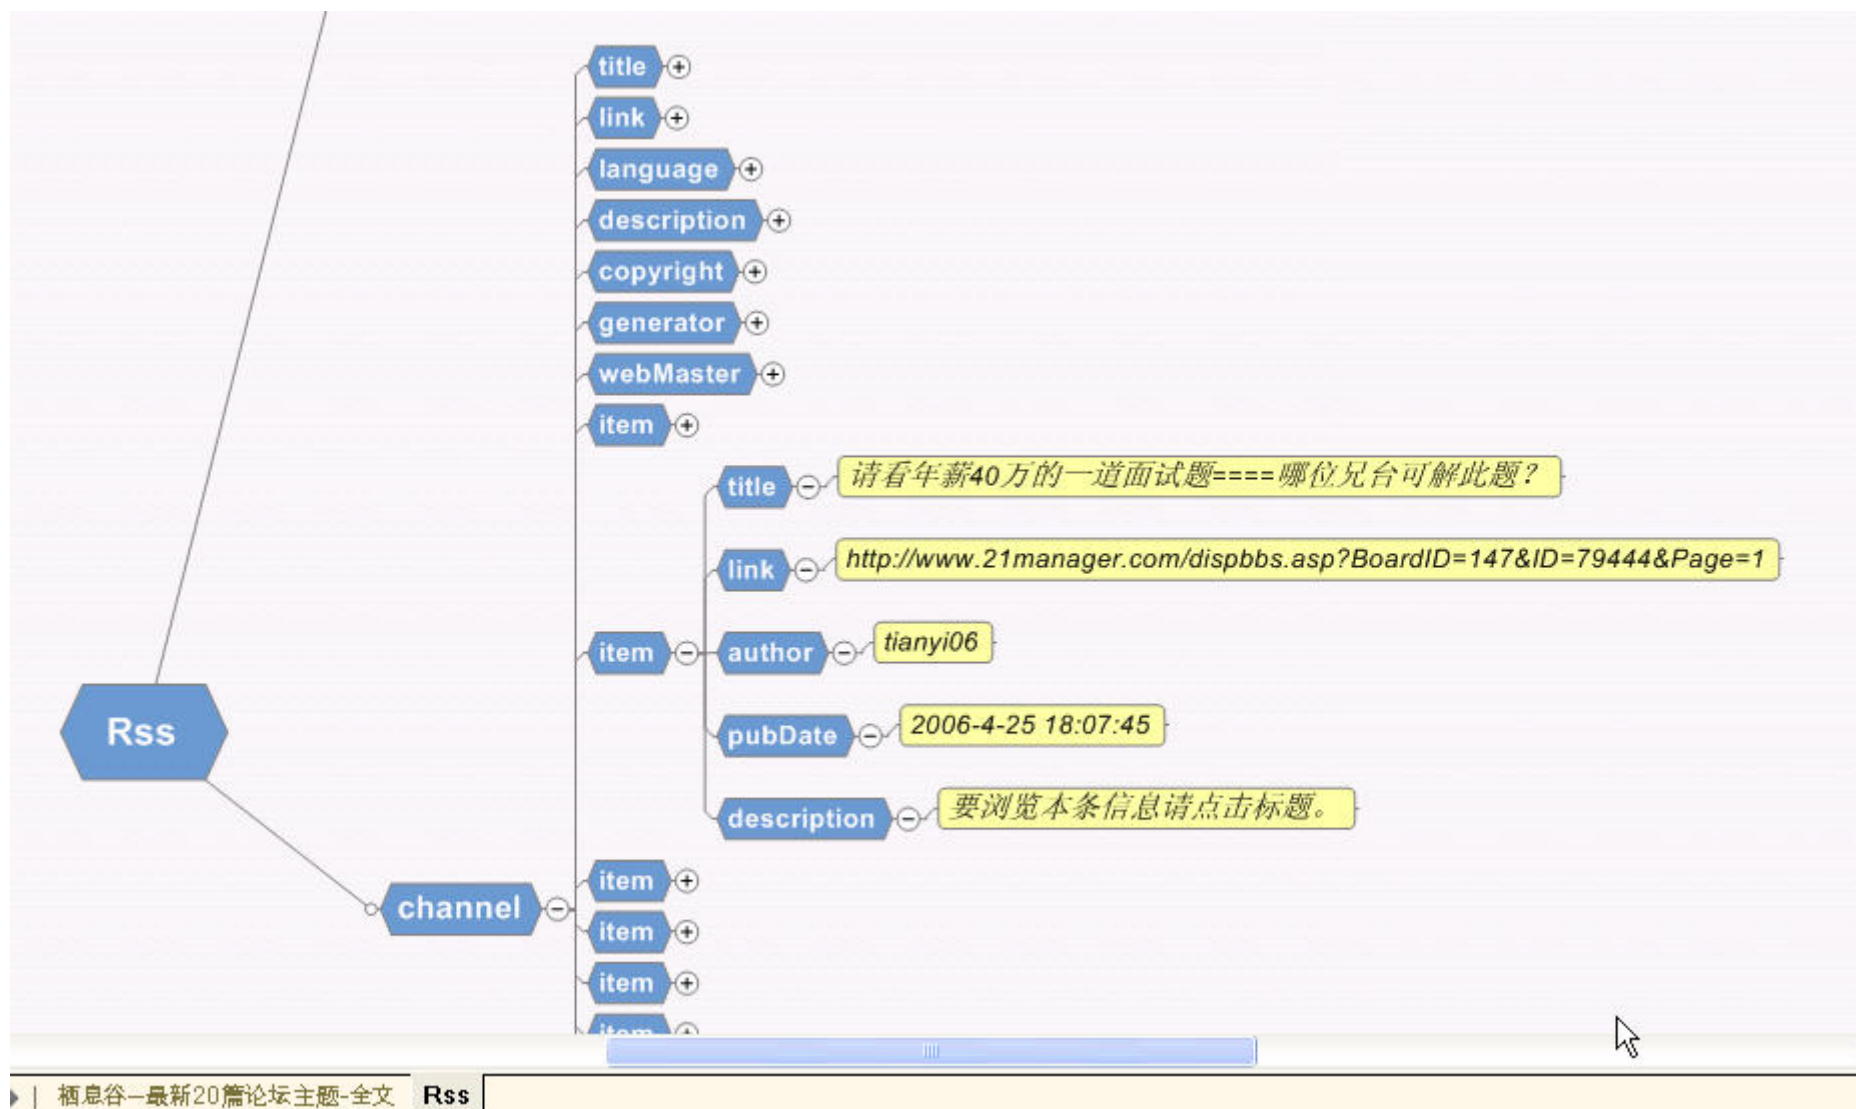 title
link
language
description
copyright
generator
webMaster
item
title
请看年薪40万的一道面试题====哪位兄台可解此题?
link
http://www.21manager.com/dispbbs.asp?BoardID=147&ID=79444&Page=1
item
author
tianyi06
pubDate
2006-4-25 18:07:45
description
要浏览本条信息请点击标题。
Rss
channel
item
item
item
item
栖息谷—最新20篇论坛主题-全文
Rss